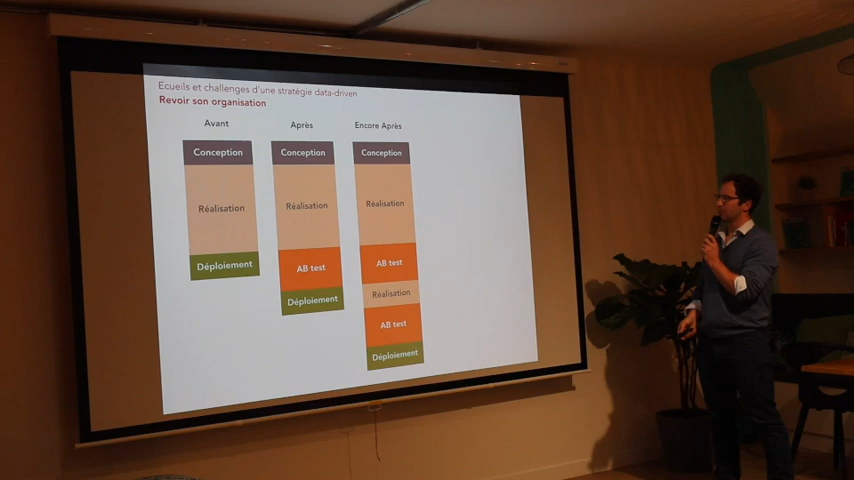 Ecueils et challenges d'une stratégie data-driven
Revoir son organisation
Avant
Après
Encore Après
Conception
Réalisation
Déploiement
Conception
Réalisation
AB test
Déploiement
Conception
Réalisation
AB test
Réalisation
AB test
Déploiement